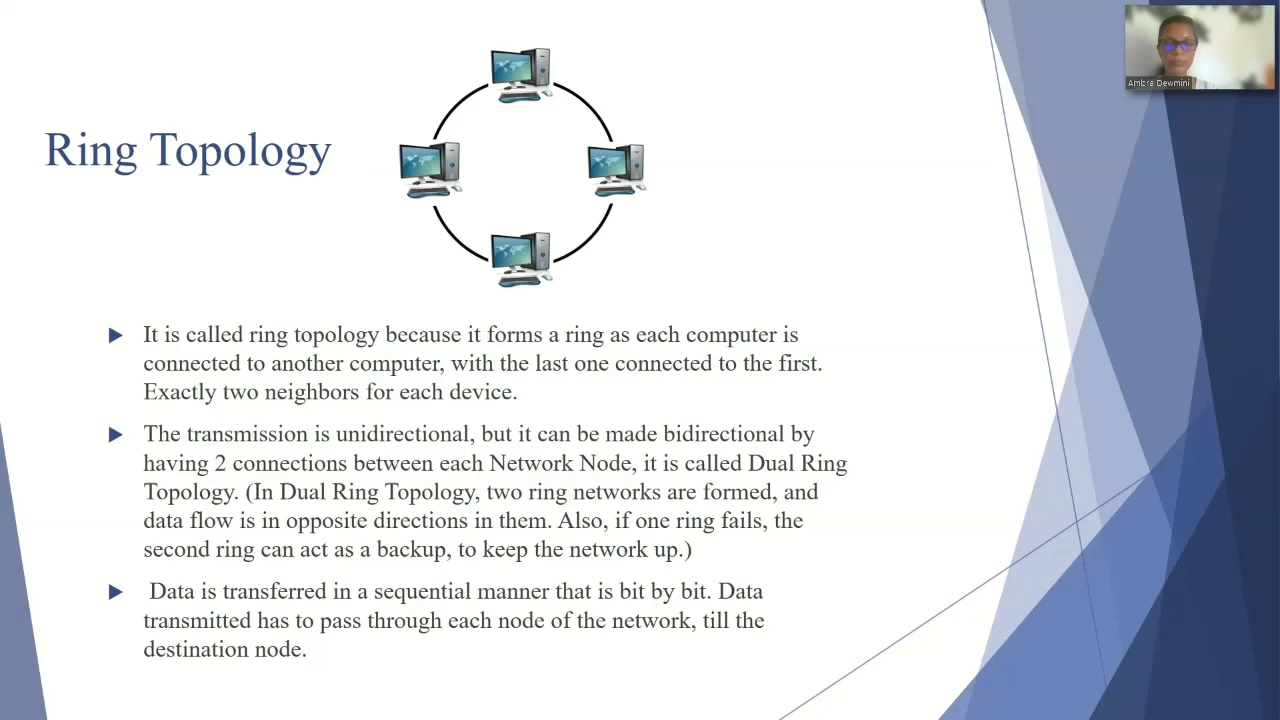 Ambra Dewmini
Ring Topology
It is called ring topology because it forms a ring as each computer is
connected to another computer, with the last one connected to the first.
Exactly two neighbors for each device.
The transmission is unidirectional, but it can be made bidirectional by
having 2 connections between each Network Node, it is called Dual Ring
Topology. (In Dual Ring Topology, two ring networks are formed, and
data flow is in opposite directions in them. Also, if one ring fails, the
second ring can act as a backup, to keep the network up.)
Data is transferred in a sequential manner that is bit by bit. Data
transmitted has to pass through each node of the network, till the
destination node.